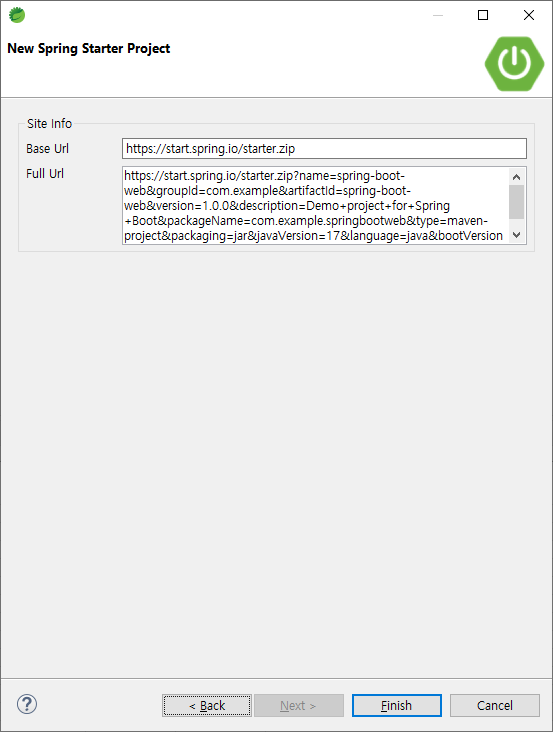 New Spring Starter Project
Site Info
Base Url
https://start.spring.io/starter.zip
Full Url
https://start.spring.io/starter.zip?name=spring-boot-
web&groupId=com.example&artifactId=spring-boot-
web&version=1.0.0&description=Demo+project+for+Spring
+Boot&packageName=com.example.springbootweb&type=maven-
project&packaging=jar&javaVersion=17&language=java&bootVersion
?
< Back
Next >
Finish
Cancel